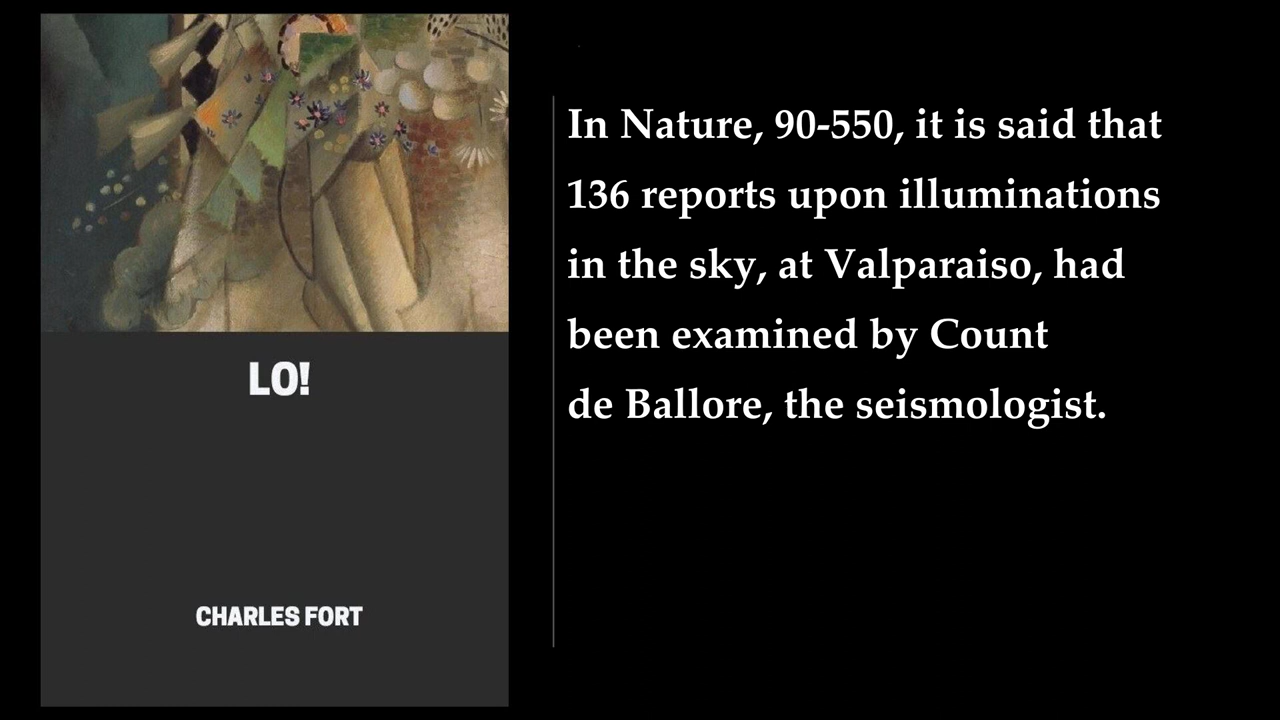 LO!
CHARLES FORT
In Nature, 90-550, it is said that
136 reports upon illuminations
in the sky, at Valparaiso, had
been examined by Count
de Ballore, the seismologist.